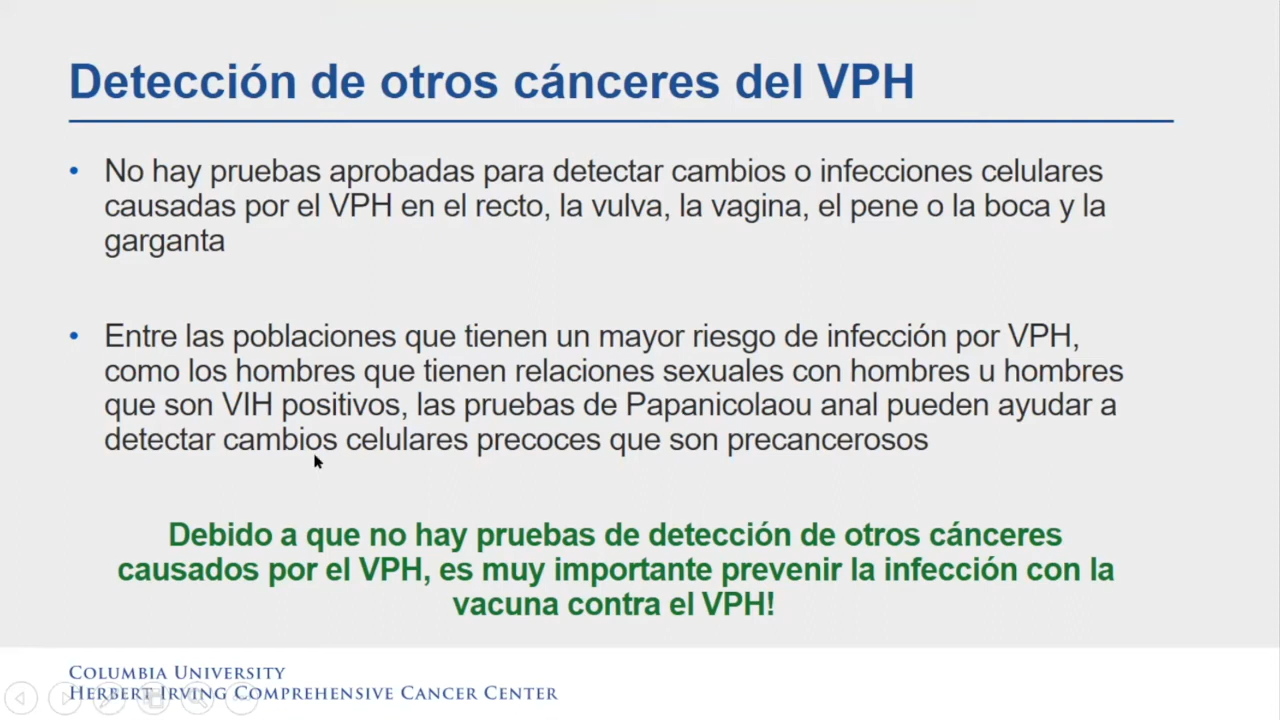 Detección de otros cánceres del VPH
• No hay pruebas aprobadas para detectar cambios o infecciones celulares
causadas por el VPH en el recto, la vulva, la vagina, el pene o la boca y la
garganta
• Entre las poblaciones que tienen un mayor riesgo de infección por VPH,
como los hombres que tienen relaciones sexuales con hombres u hombres
que son VIH positivos, las pruebas de Papanicolaou anal pueden ayudar a
detectar cambios celulares precoces que son precancerosos
Debido a que no hay pruebas de detección de otros cánceres
causados por el VPH, es muy importante prevenir la infección con la
vacuna contra el VPH!
COLUMBIA UNIVERSITY
HERBERT IRVING COMPREHENSIVE CANCER CENTER